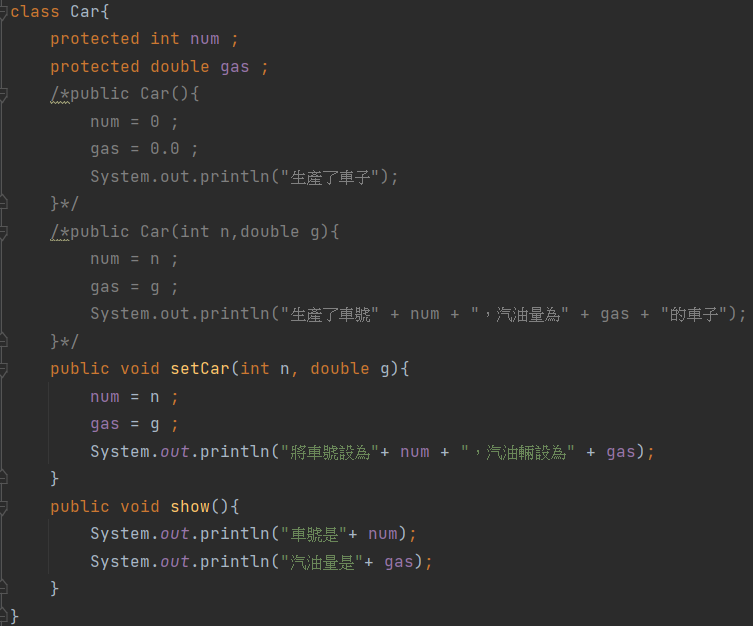 class Car{
    protected int num ;
    protected double gas ;
    /*public Car(){
        num = 0 ;
        gas = 0.0 ;
        System.out.println("生產了車子");
    }*/
    /*public Car(int n,double g){
        num = n ;
        gas = g ;
        System.out.println("生產了車號" + num + "，汽油量為" + gas + "的車子");
    }*/
    public void setCar(int n, double g){
        num = n ;
        gas = g ;
        System.out.println("將車號設為"+ num + "，汽油輛設為" + gas);
    }
    public void show(){
        System.out.println("車號是"+ num);
        System.out.println("汽油量是"+ gas);
    }
}